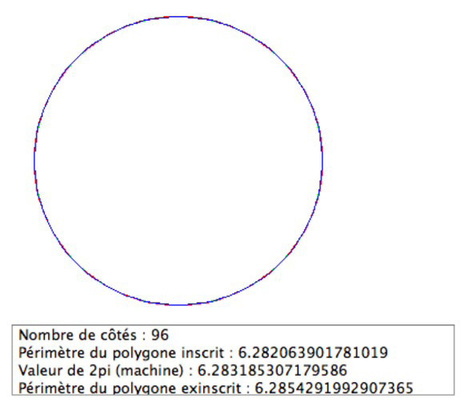 Nombre de côtés : 96
Périmètre du polygone inscrit : 6.282063901781019
Valeur de 2pi (machine) : 6.283185307179586
Périmètre du polygone exinscrit : 6.2854291992907365